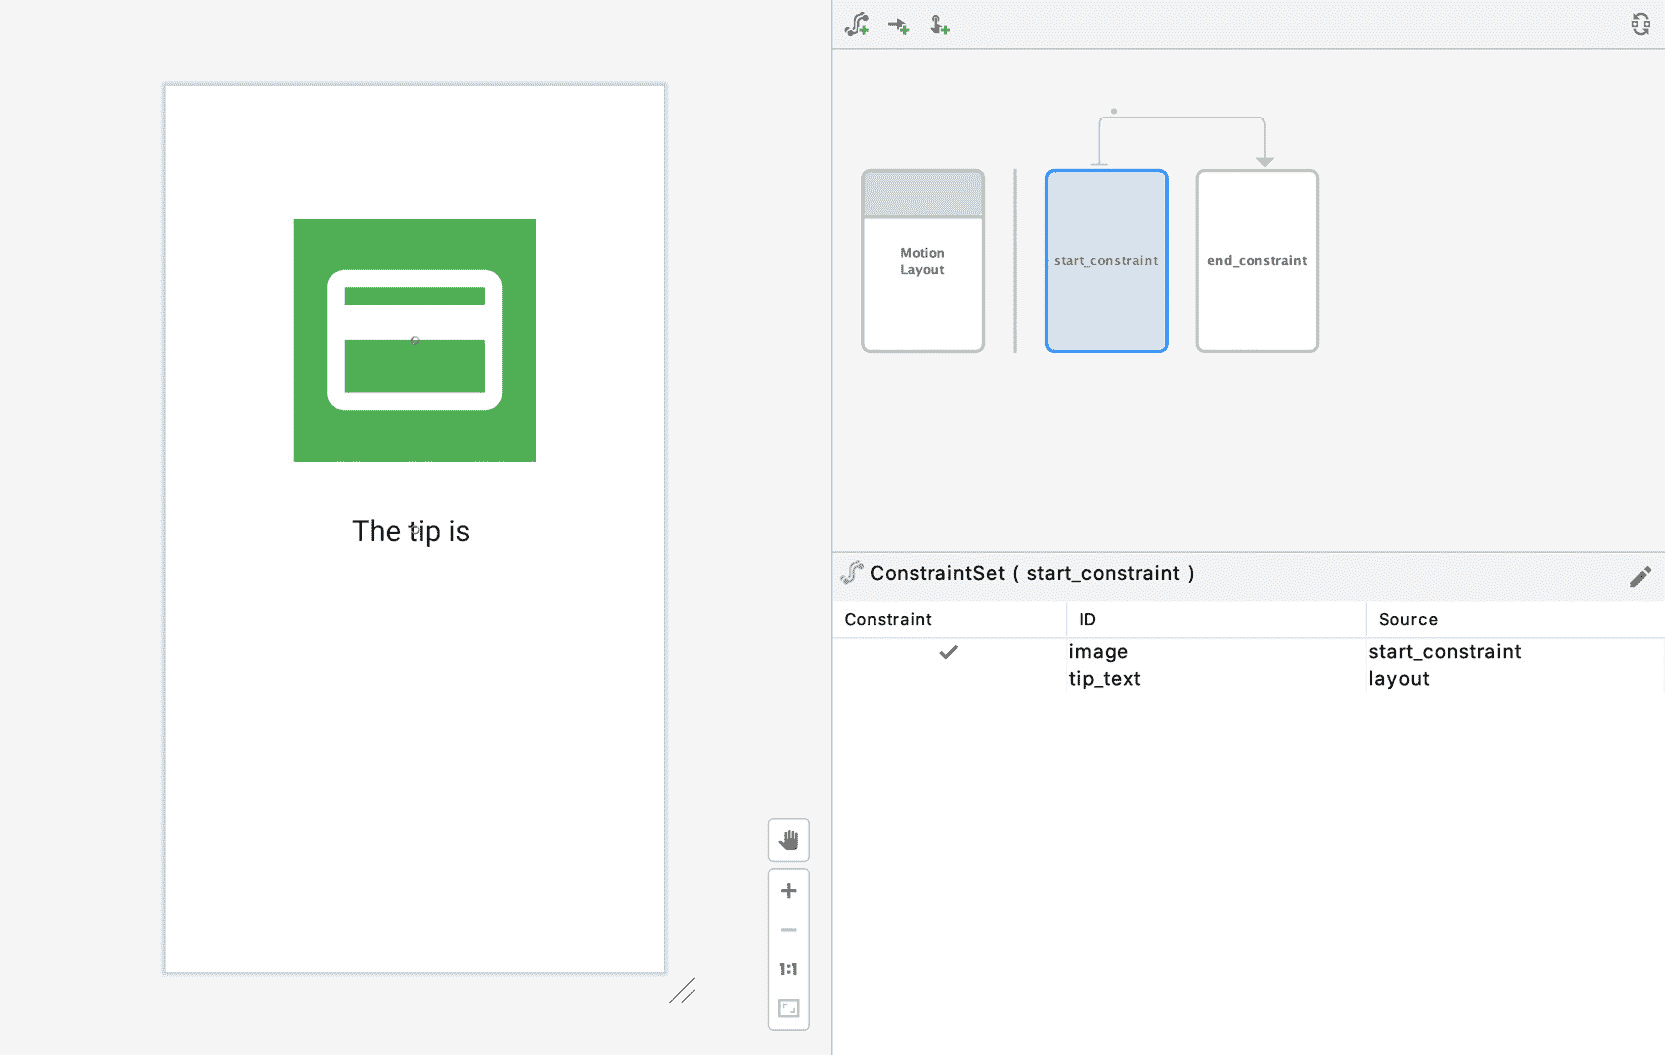 The tip is
1:1
Motion
Layout
start_constraint
end_constraint
ConstraintSet ( start_constraint )
Constraint ID Source
image start_constraint
tip_text layout